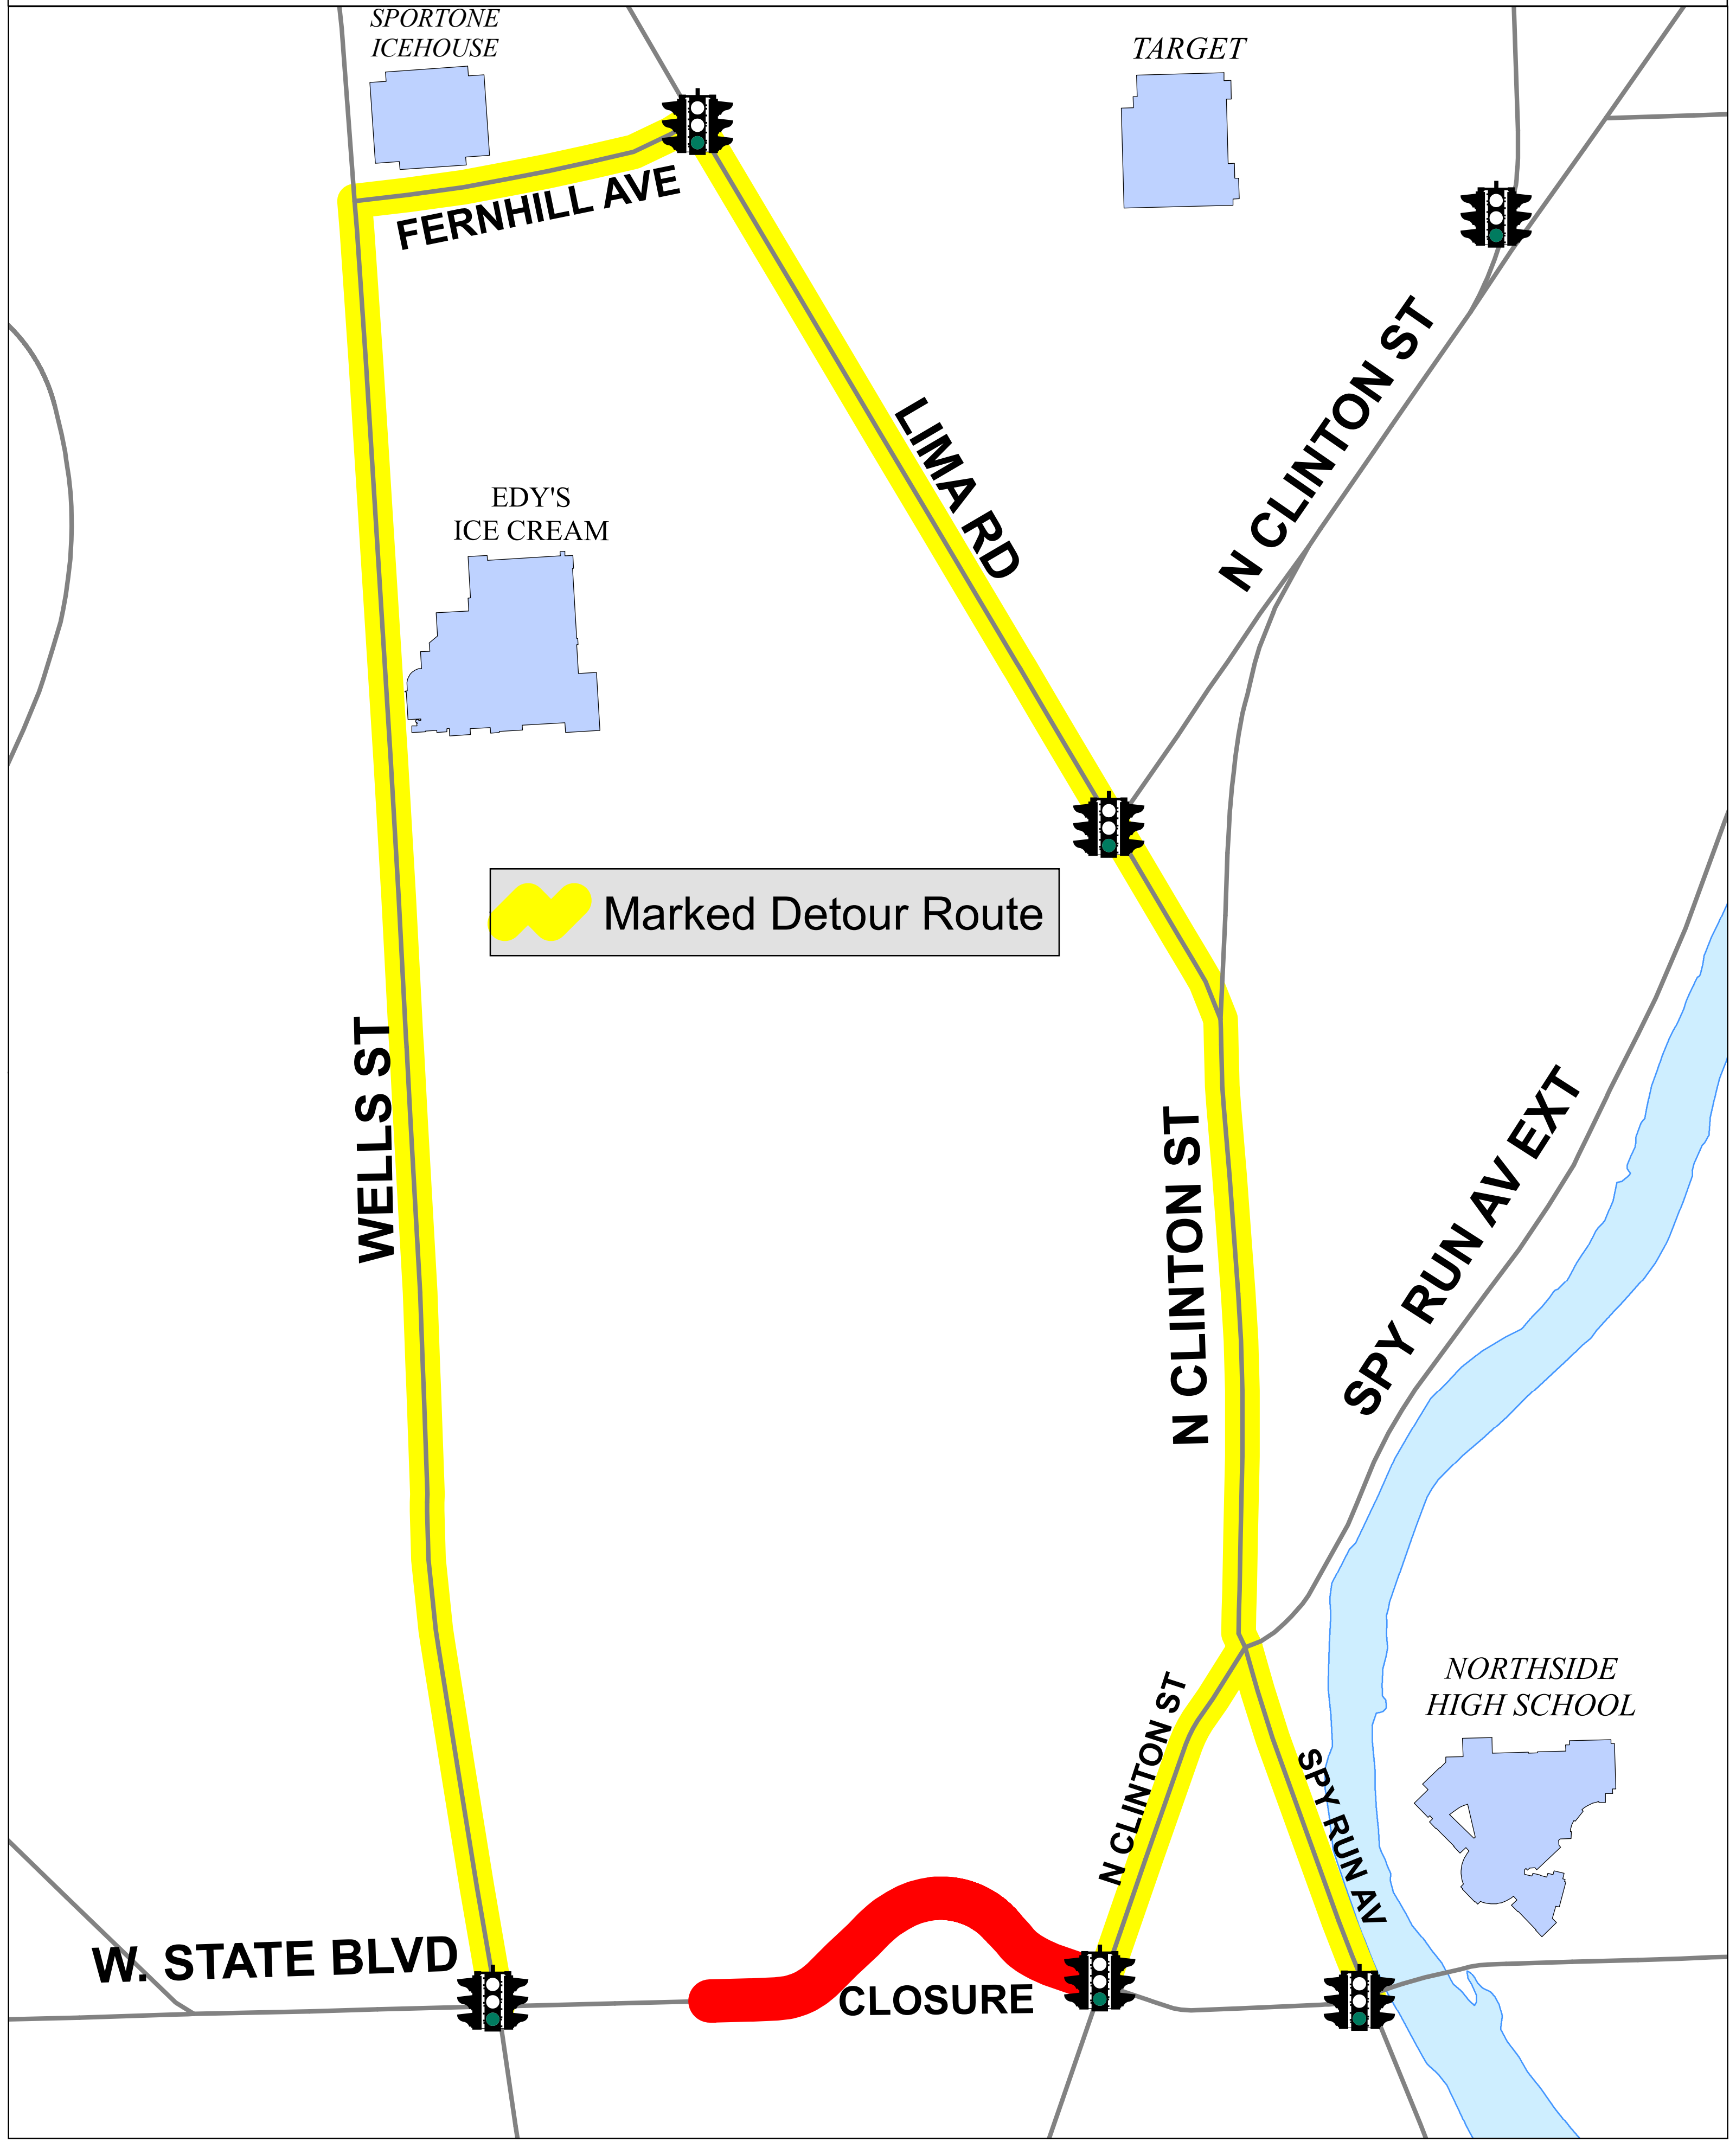 SPORTONE
ICEHOUSE
TARGET
FERNHILL AVE
LIMA RD
N CLINTON ST
EDY'S
ICE CREAM
Marked Detour Route
WELLS ST
N CLINTON ST
SPY RUN AV EXT
NORTHSIDE
HIGH SCHOOL
N CLINTON ST
SPY RUN AV
W. STATE BLVD
CLOSURE